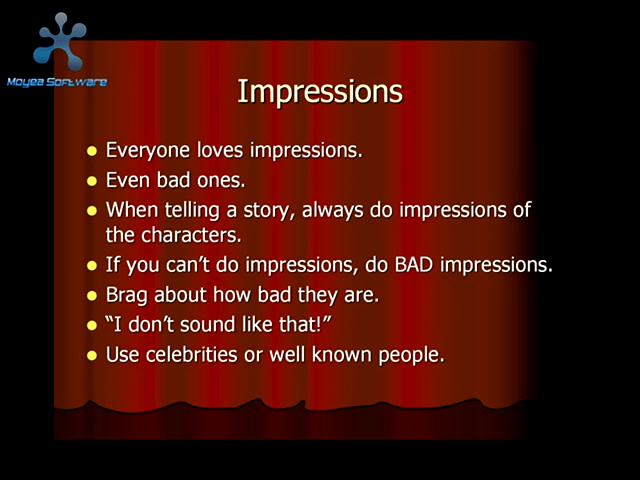 Moyea Software
Impressions
Everyone loves impressions.
Even bad ones.
When telling a story, always do impressions of
the characters.
If you can’t do impressions, do BAD impressions.
Brag about how bad they are.
“I don’t sound like that!”
Use celebrities or well known people.